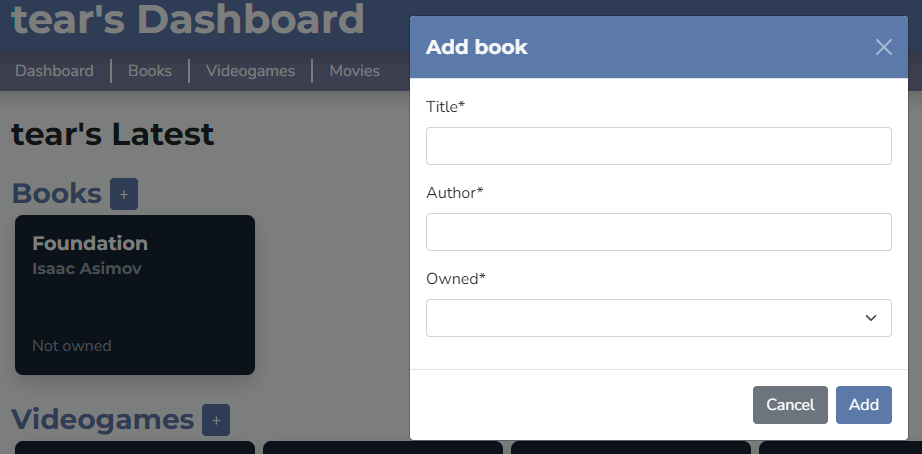 tear's Dashboard
Dashboard
Books
Videogames
Movies
tear's Latest
Books +
Foundation
Isaac Asimov
Not owned
Videogames +
Add book
Title*
Author*
Owned*
Cancel
Add